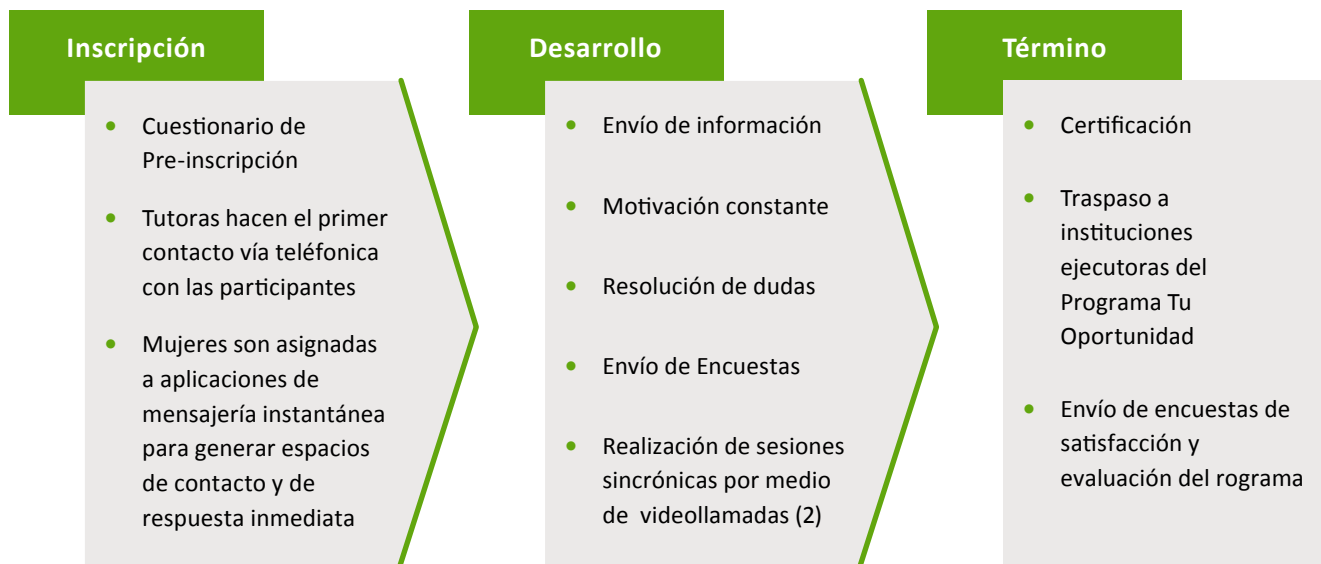 Inscripción
• Cuestionario de
Pre-inscripción
• Tutoras hacen el primer
contacto vía teléfonica
con las participantes
• Mujeres son asignadas
a aplicaciones de
mensajería instantánea
para generar espacios
de contacto y de
respuesta inmediata
Desarrollo
• Envío de información
• Motivación constante
• Resolución de dudas
• Envío de Encuestas
• Realización de sesiones
sincrónicas por medio
de videollamadas (2)
Término
• Certificación
• Traspaso a
instituciones
ejecutoras del
Programa Tu
Oportunidad
• Envío de encuestas de
satisfacción y
evaluación del rograma